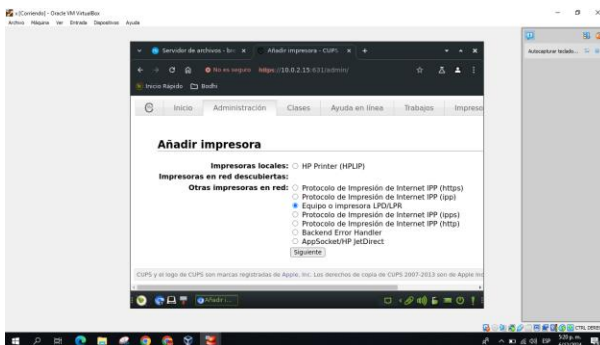 [Corriendo] - Oracle VM VirtualBox
Archivo Máquina Ver Entrada Dispositivos Ayuda
Autocapturar teclado...
Servidor de archivos - Añadir impresora - CUPS
No es seguro https://10.0.2.15:631/admin/
Inicio Rápido Bodhi
Inicio Administración Clases Ayuda en línea Trabajos Impreso
Añadir impresora
Impresoras locales: HP Printer (HPLIP)
Impresoras en red descubiertas:
Otras impresoras en red: Protocolo de Impresión de Internet IPP (https)
Protocolo de Impresión de Internet IPP (ipp)
Equipo o impresora LPD/LPR
Protocolo de Impresión de Internet IPP (ipps)
Protocolo de Impresión de Internet IPP (http)
Backend Error Handler
AppSocket/HP JetDirect
Siguiente
CUPS y el logo de CUPS son marcas registradas de Apple, Inc. Los derechos de copia de CUPS 2007-2013 son de Apple Inc
Añadir i...
CTRL DERECHA
ESP 5:20 p. m.